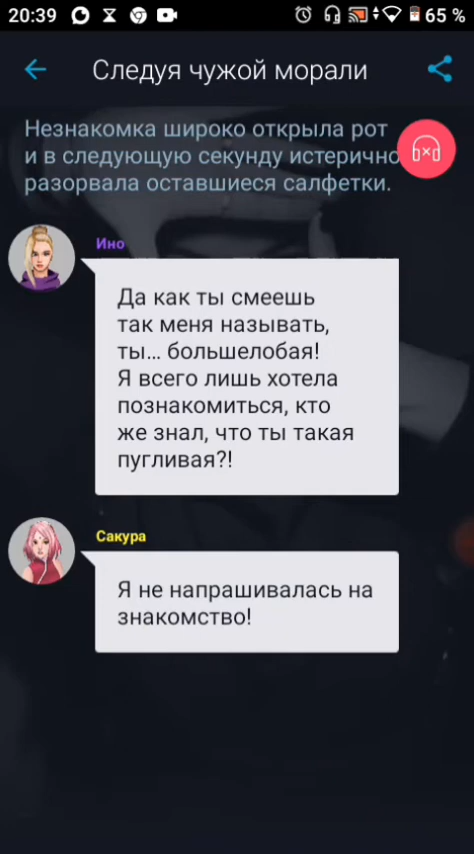 20:39
65 %
Следуя чужой морали
Незнакомка широко открыла рот
и в следующую секунду истерично
разорвала оставшиеся салфетки.
Ино
Да как ты смеешь
так меня называть,
ты... большелобая!
Я всего лишь хотела
познакомиться, кто
же знал, что ты такая
пугливая?!
Сакура
Я не напрашивалась на
знакомство!